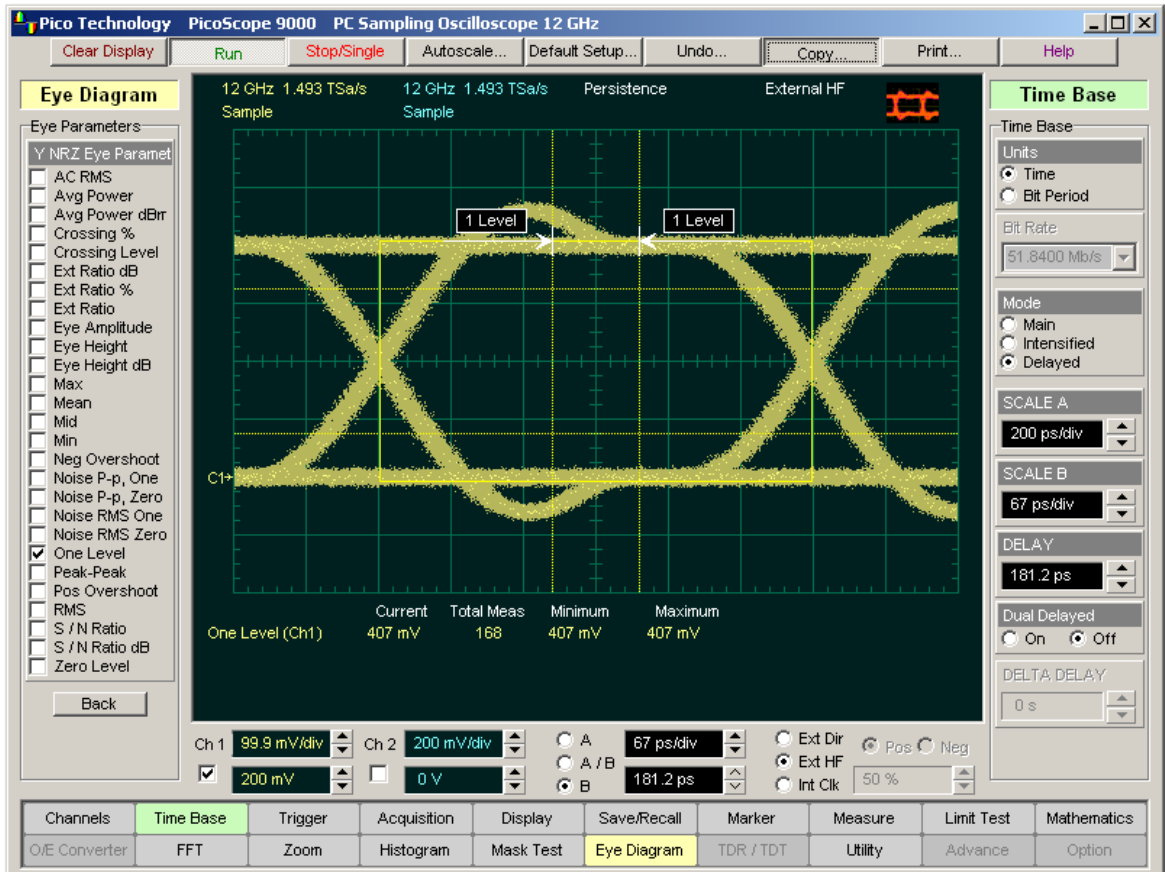 Pico Technology PicoScope 9000 PC Sampling Oscilloscope 12 GHz
Clear Display Run Stop/Single Autoscale... Default Setup... Undo... Copy... Print... Help
Eye Diagram
Eye Parameters
Y NRZ Eye Paramet
AC RMS
Avg Power
Avg Power dBm
Crossing %
Crossing Level
Ext Ratio dB
Ext Ratio %
Ext Ratio
Eye Amplitude
Eye Height
Eye Height dB
Max
Mean
Mid
Min
Neg Overshoot
Noise P-p, One
Noise P-p, Zero
Noise RMS One
Noise RMS Zero
One Level
Peak-Peak
Pos Overshoot
RMS
S / N Ratio
S / N Ratio dB
Zero Level
Back
12 GHz 1.493 TSa/s 12 GHz 1.493 TSa/s Persistence External HF
Sample Sample
1 Level 1 Level
C1
Current Total Meas Minimum Maximum
One Level (Ch1) 407 mV 168 407 mV 407 mV
Time Base
Time Base
Units
Time
Bit Period
Bit Rate
51.8400 Mb/s
Mode
Main
Intensified
Delayed
SCALE A
200 ps/div
SCALE B
67 ps/div
DELAY
181.2 ps
Dual Delayed
On Off
DELTA DELAY
0 s
Ch 1 99.9 mV/div Ch 2 200 mV/div A 67 ps/div Ext Dir Pos Neg
A / B Ext HF
200 mV 0 V B 181.2 ps Int Clk 50 %
Channels Time Base Trigger Acquisition Display Save/Recall Marker Measure Limit Test Mathematics
O/E Converter FFT Zoom Histogram Mask Test Eye Diagram TDR / TDT Utility Advance Option